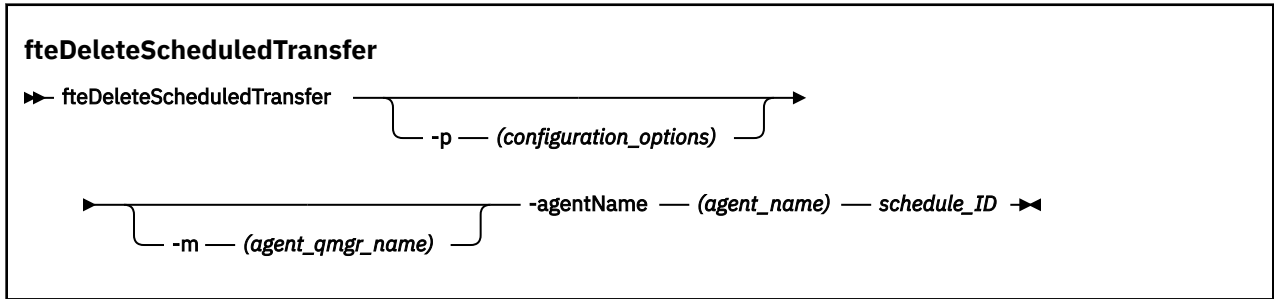 fteDeleteScheduledTransfer
fteDeleteScheduledTransfer
-p (configuration_options)
-agentName (agent_name) schedule_ID
-m (agent_qmgr_name)